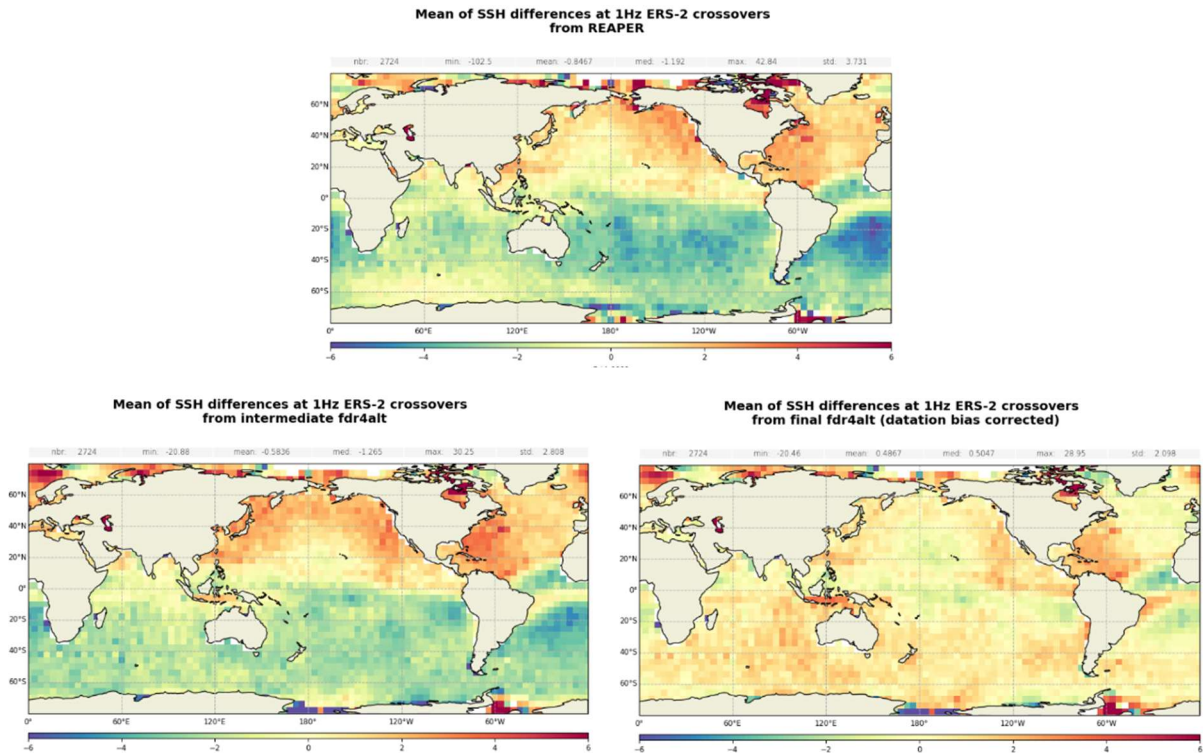 Mean of SSH differences at 1Hz ERS-2 crossovers
from REAPER
nbr: 2724 min: -102.5 mean: -0.8467 med: -1.192 max: 42.84 std: 3.731
60°N
40°N
20°N
0°
20°S
40°S
60°S
0° 60°E 120°E 180° 120°W 60°W
−6 −4 −2 0 2 4 6
Mean of SSH differences at 1Hz ERS-2 crossovers
from intermediate fdr4alt
nbr: 2724 min: -20.88 mean: -0.5836 med: -1.265 max: 30.25 std: 2.808
60°N
40°N
20°N
0°
20°S
40°S
60°S
0° 60°E 120°E 180° 120°W 60°W
−6 −4 −2 0 2 4 6
Mean of SSH differences at 1Hz ERS-2 crossovers
from final fdr4alt (datation bias corrected)
nbr: 2724 min: -20.46 mean: 0.4867 med: 0.5047 max: 28.95 std: 2.098
60°N
40°N
20°N
0°
20°S
40°S
60°S
0° 60°E 120°E 180° 120°W 60°W
−6 −4 −2 0 2 4 6